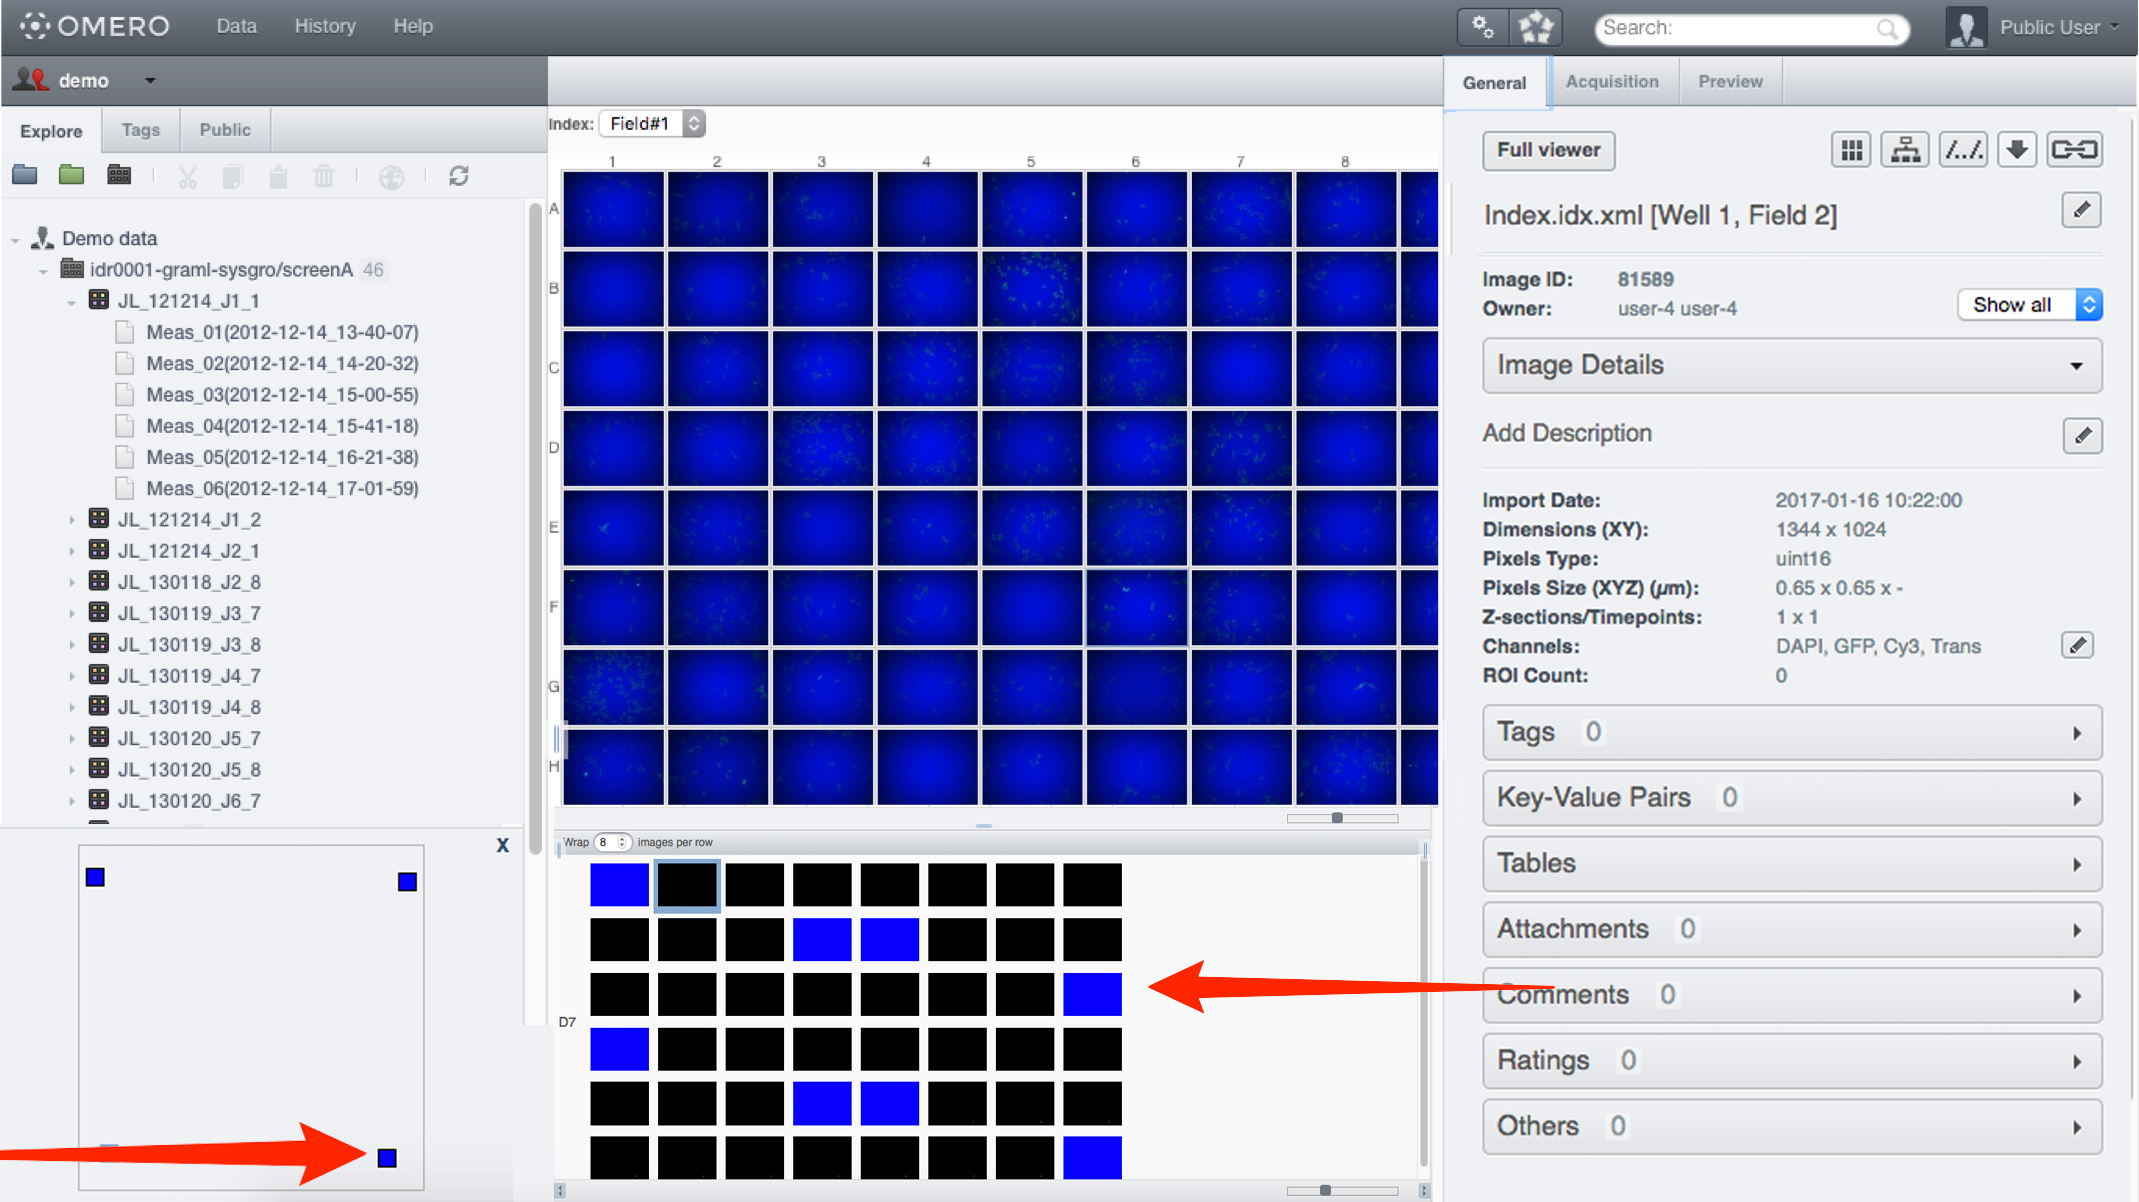 OMERO Data History Help Search: Public User
demo
Explore Tags Public
Demo data
idr0001-graml-sysgro/screenA 46
JL_121214_J1_1
Meas_01(2012-12-14_13-40-07)
Meas_02(2012-12-14_14-20-32)
Meas_03(2012-12-14_15-00-55)
Meas_04(2012-12-14_15-41-18)
Meas_05(2012-12-14_16-21-38)
Meas_06(2012-12-14_17-01-59)
JL_121214_J1_2
JL_121214_J2_1
JL_130118_J2_8
JL_130119_J3_7
JL_130119_J3_8
JL_130119_J4_7
JL_130119_J4_8
JL_130120_J5_7
JL_130120_J5_8
JL_130120_J6_7
X
Index: Field#1
1 2 3 4 5 6 7 8
A
B
C
D
E
F
G
H
Wrap 8 images per row
D7
General Acquisition Preview
Full viewer
Index.idx.xml [Well 1, Field 2]
Image ID: 81589
Owner: user-4 user-4
Show all
Image Details
Add Description
Import Date: 2017-01-16 10:22:00
Dimensions (XY): 1344 x 1024
Pixels Type: uint16
Pixels Size (XYZ) (µm): 0.65 x 0.65 x -
Z-sections/Timepoints: 1 x 1
Channels: DAPI, GFP, Cy3, Trans
ROI Count: 0
Tags 0
Key-Value Pairs 0
Tables
Attachments 0
Comments 0
Ratings 0
Others 0